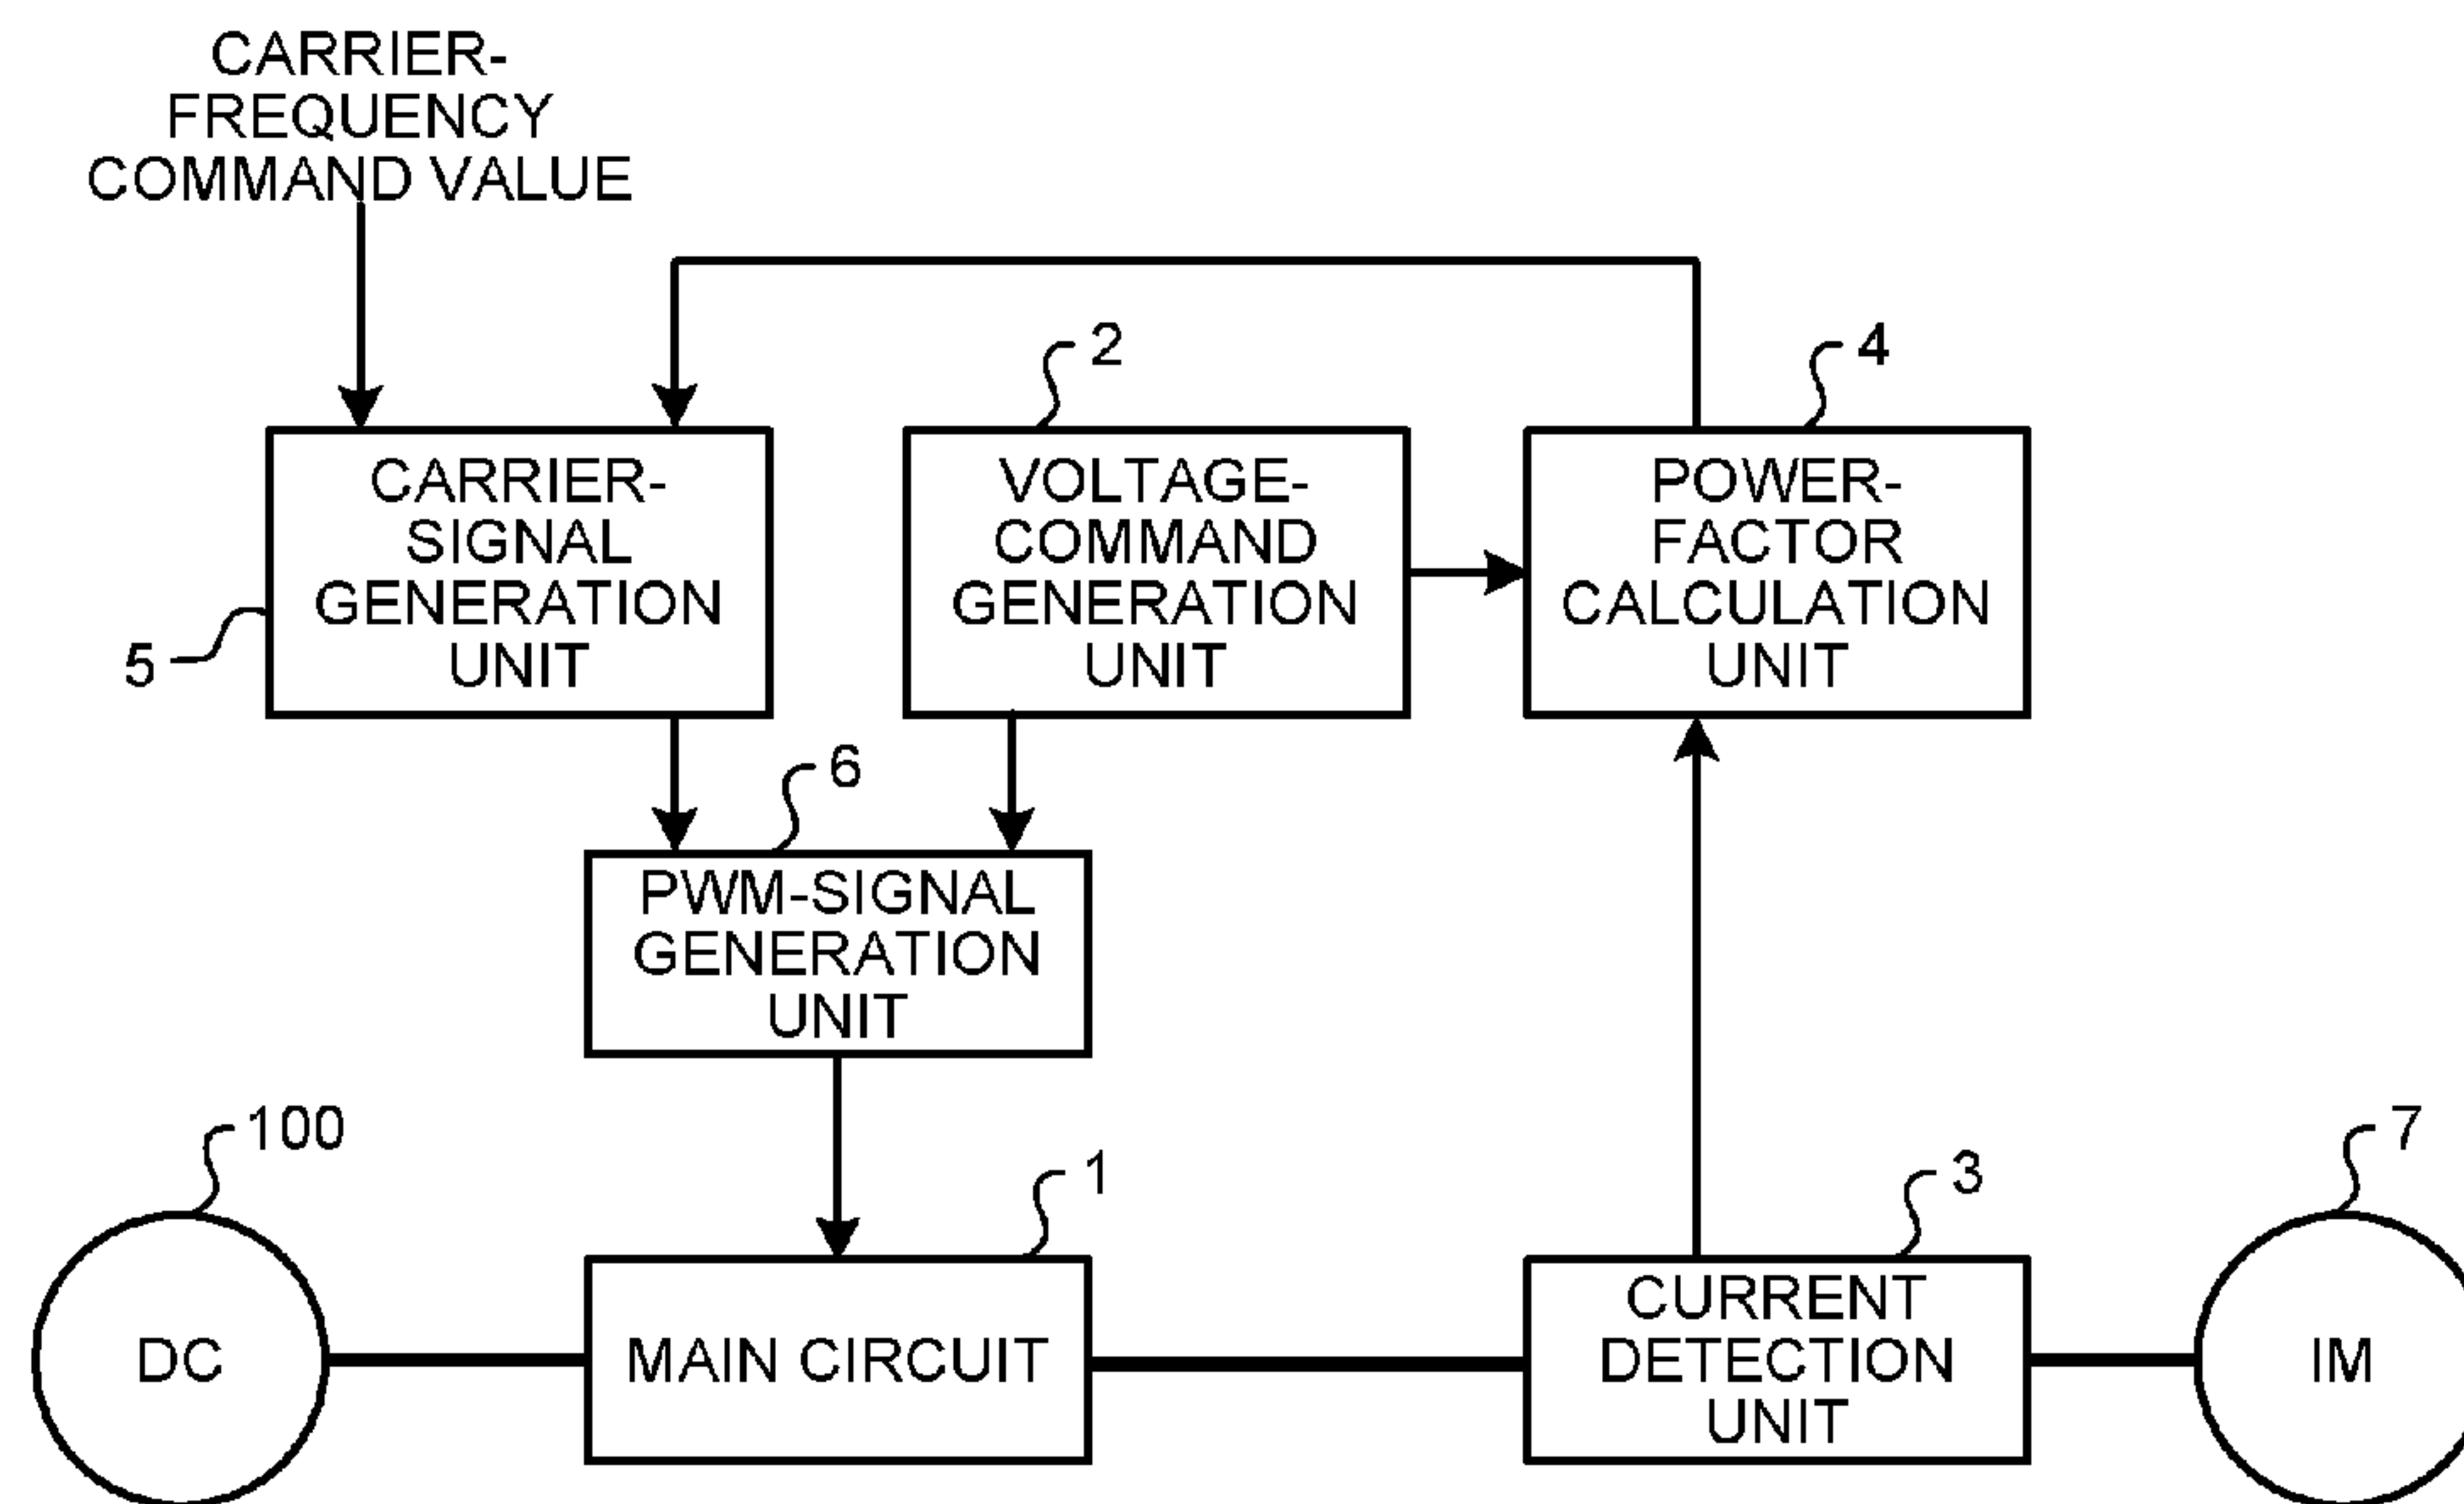 CARRIER-
FREQUENCY
COMMAND VALUE
2
4
CARRIER-
SIGNAL
GENERATION
UNIT
5
VOLTAGE-
COMMAND
GENERATION
UNIT
POWER-
FACTOR
CALCULATION
UNIT
6
PWM-SIGNAL
GENERATION
UNIT
100
1
3
7
DC
MAIN CIRCUIT
CURRENT
DETECTION
UNIT
IM